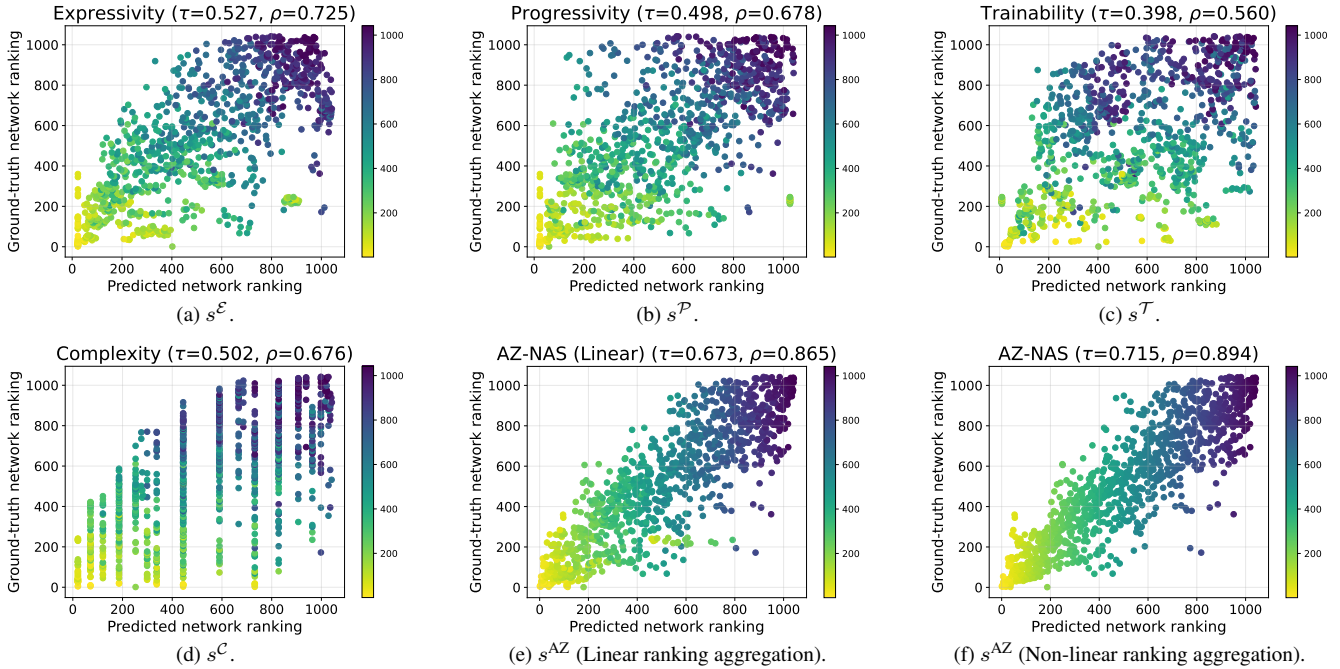 Expressivity (τ=0.527, ρ=0.725)
Ground-truth network ranking
1000
800
600
400
200
0
0 200 400 600 800 1000
Predicted network ranking
1000
800
600
400
200
(a) s^ℰ.
Progressivity (τ=0.498, ρ=0.678)
Ground-truth network ranking
1000
800
600
400
200
0
0 200 400 600 800 1000
Predicted network ranking
1000
800
600
400
200
(b) s^𝒫.
Trainability (τ=0.398, ρ=0.560)
Ground-truth network ranking
1000
800
600
400
200
0
0 200 400 600 800 1000
Predicted network ranking
1000
800
600
400
200
(c) s^𝒯.
Complexity (τ=0.502, ρ=0.676)
Ground-truth network ranking
1000
800
600
400
200
0
0 200 400 600 800 1000
Predicted network ranking
1000
800
600
400
200
(d) s^𝒞.
AZ-NAS (Linear) (τ=0.673, ρ=0.865)
Ground-truth network ranking
1000
800
600
400
200
0
0 200 400 600 800 1000
Predicted network ranking
1000
800
600
400
200
(e) s^AZ (Linear ranking aggregation).
AZ-NAS (τ=0.715, ρ=0.894)
Ground-truth network ranking
1000
800
600
400
200
0
0 200 400 600 800 1000
Predicted network ranking
1000
800
600
400
200
(f) s^AZ (Non-linear ranking aggregation).